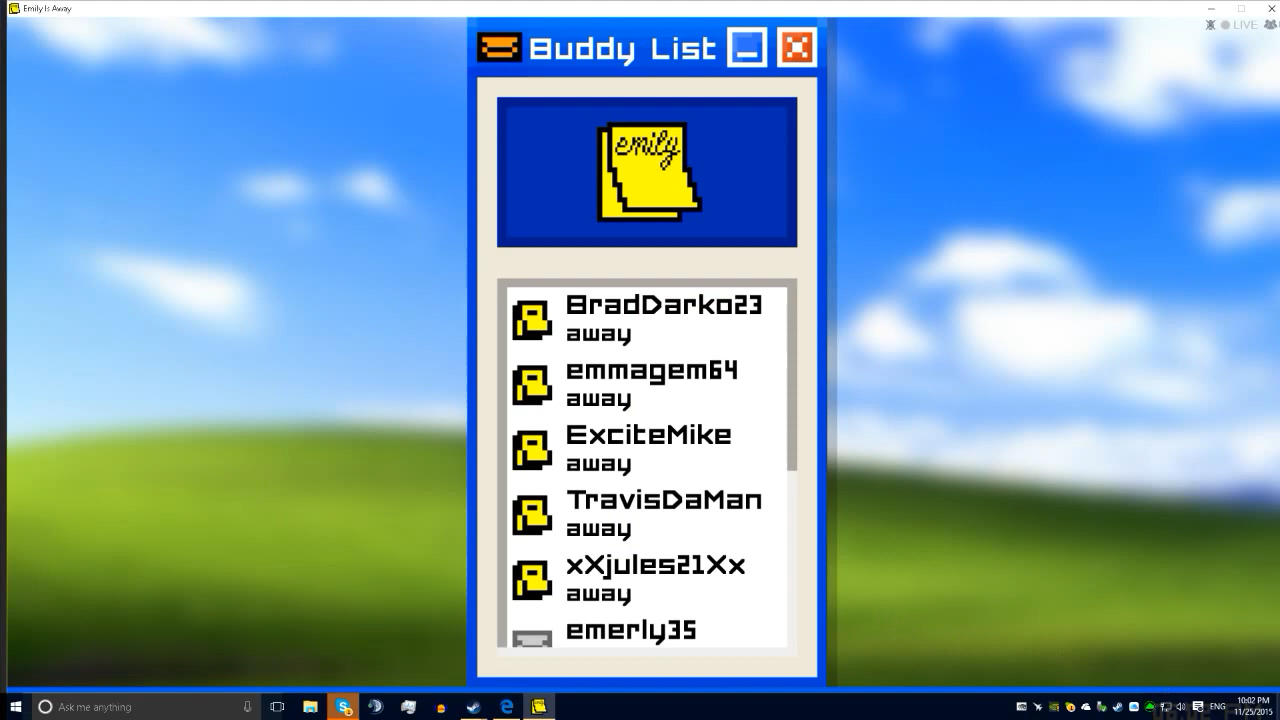 Emily Is Away
LIVE
Buddy List
emily
BradDarko23
away
emmagem64
away
ExciteMike
away
TravisDaMan
away
xXjules21Xx
away
emerly35
Ask me anything
ENG
10:02 PM
11/25/2015